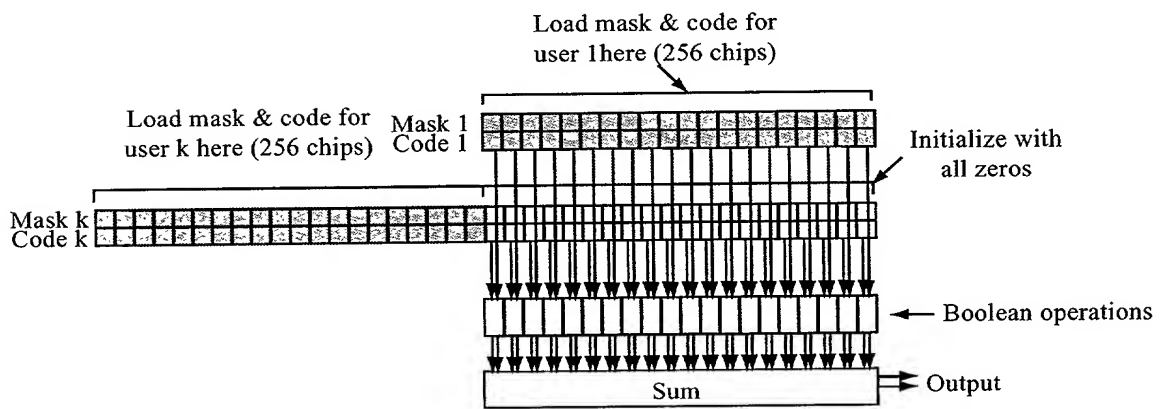 Load mask & code for
user 1here (256 chips)
Load mask & code for
user k here (256 chips)
Mask 1
Code 1
Initialize with
all zeros
Mask k
Code k
Boolean operations
Sum
Output